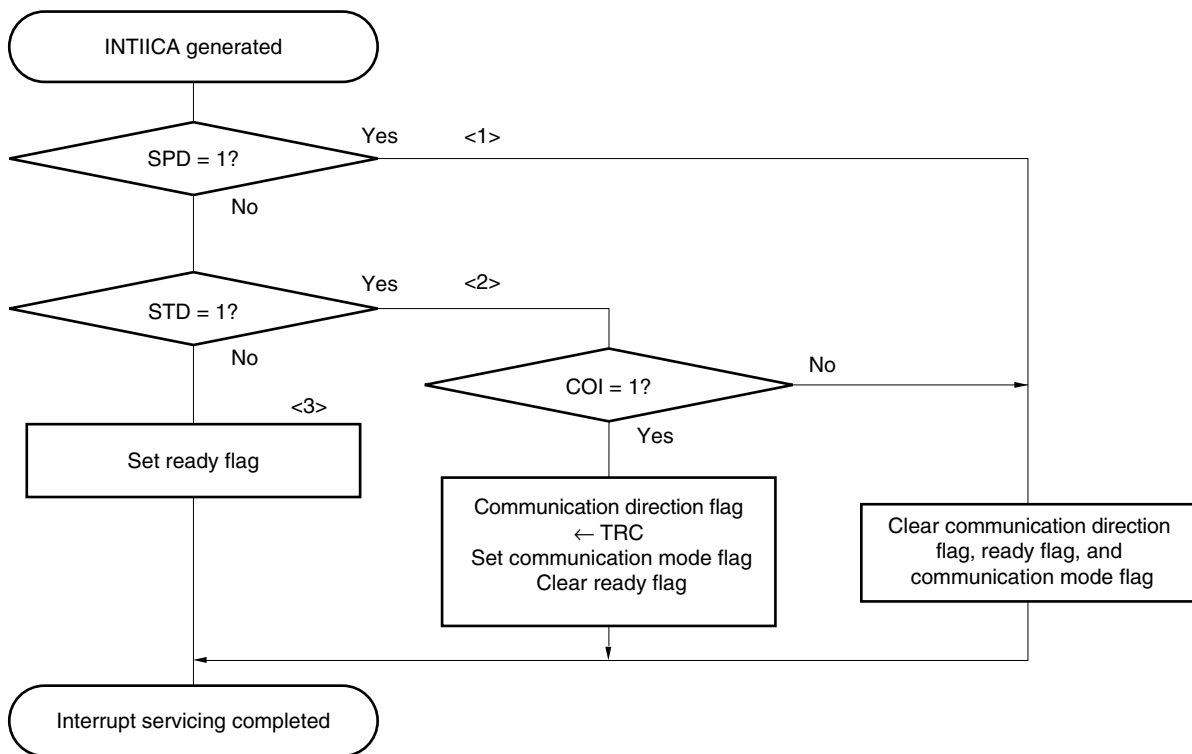 INTIICA generated
Yes
<1>
SPD = 1?
No
Yes
<2>
STD = 1?
No
No
COI = 1?
<3>
Yes
Set ready flag
Communication direction flag
← TRC
Set communication mode flag
Clear ready flag
Clear communication direction
flag, ready flag, and
communication mode flag
Interrupt servicing completed